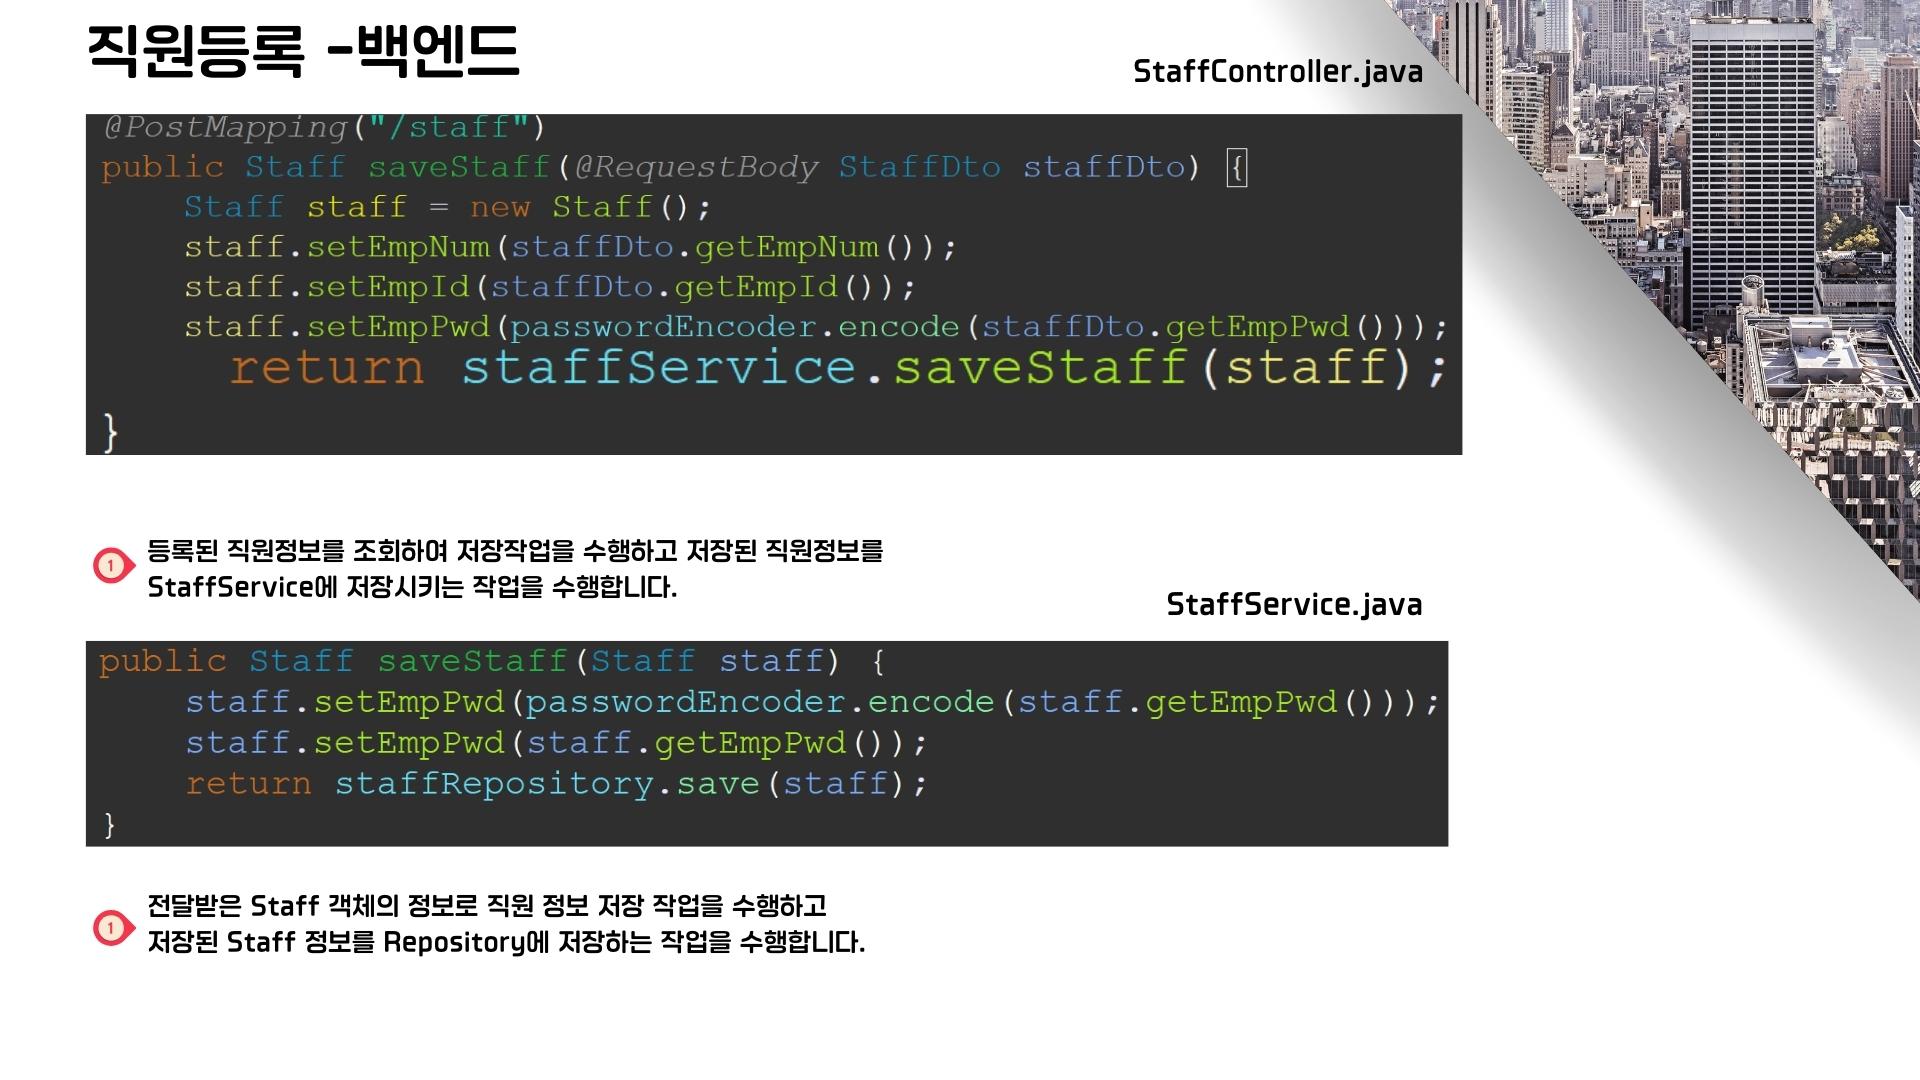 직원등록 -백엔드
StaffController.java
@PostMapping("/staff")
public Staff saveStaff(@RequestBody StaffDto staffDto) {
    Staff staff = new Staff();
    staff.setEmpNum(staffDto.getEmpNum());
    staff.setEmpId(staffDto.getEmpId());
    staff.setEmpPwd(passwordEncoder.encode(staffDto.getEmpPwd()));
    return staffService.saveStaff(staff);
}
1 등록된 직원정보를 조회하여 저장작업을 수행하고 저장된 직원정보를
StaffService에 저장시키는 작업을 수행합니다.
StaffService.java
public Staff saveStaff(Staff staff) {
    staff.setEmpPwd(passwordEncoder.encode(staff.getEmpPwd()));
    staff.setEmpPwd(staff.getEmpPwd());
    return staffRepository.save(staff);
}
1 전달받은 Staff 객체의 정보로 직원 정보 저장 작업을 수행하고
저장된 Staff 정보를 Repository에 저장하는 작업을 수행합니다.